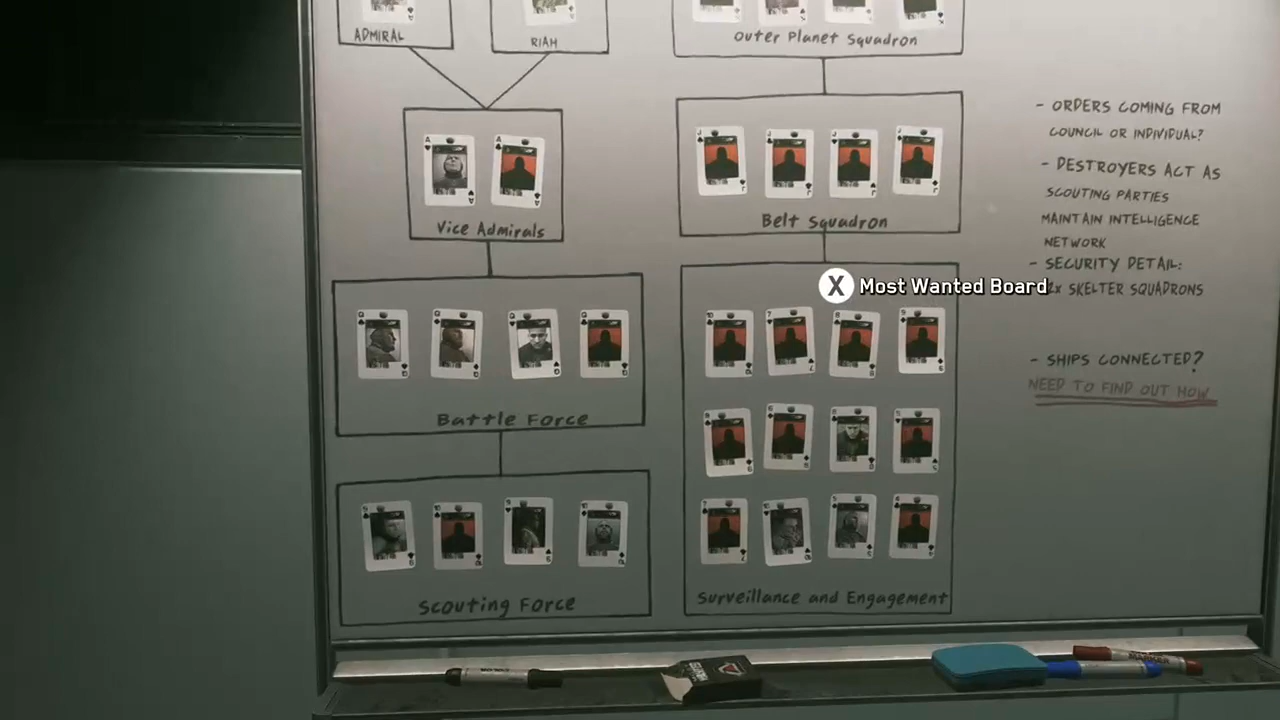 ADMIRAL
RIAH
Outer Planet Squadron
Vice Admirals
Belt Squadron
Battle Force
Scouting Force
Surveillance and Engagement
X Most Wanted Board
- ORDERS COMING FROM
COUNCIL OR INDIVIDUAL?
- DESTROYERS ACT AS
SCOUTING PARTIES
MAINTAIN INTELLIGENCE
NETWORK
- SECURITY DETAIL:
2x SKELTER SQUADRONS
- SHIPS CONNECTED?
NEED TO FIND OUT HOW